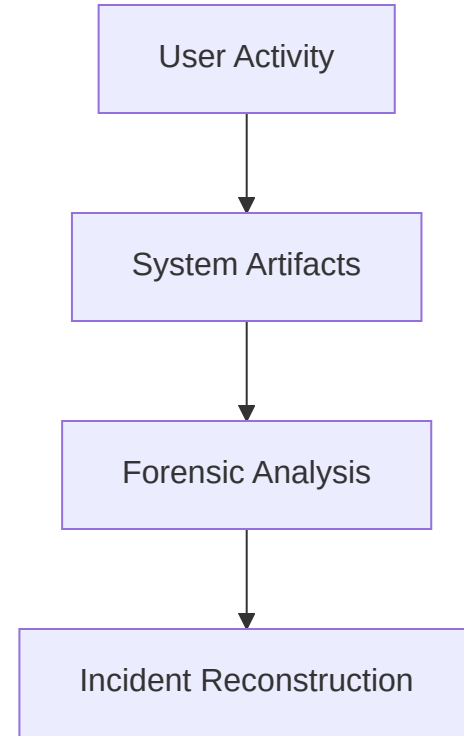 User Activity
System Artifacts
Forensic Analysis
Incident Reconstruction